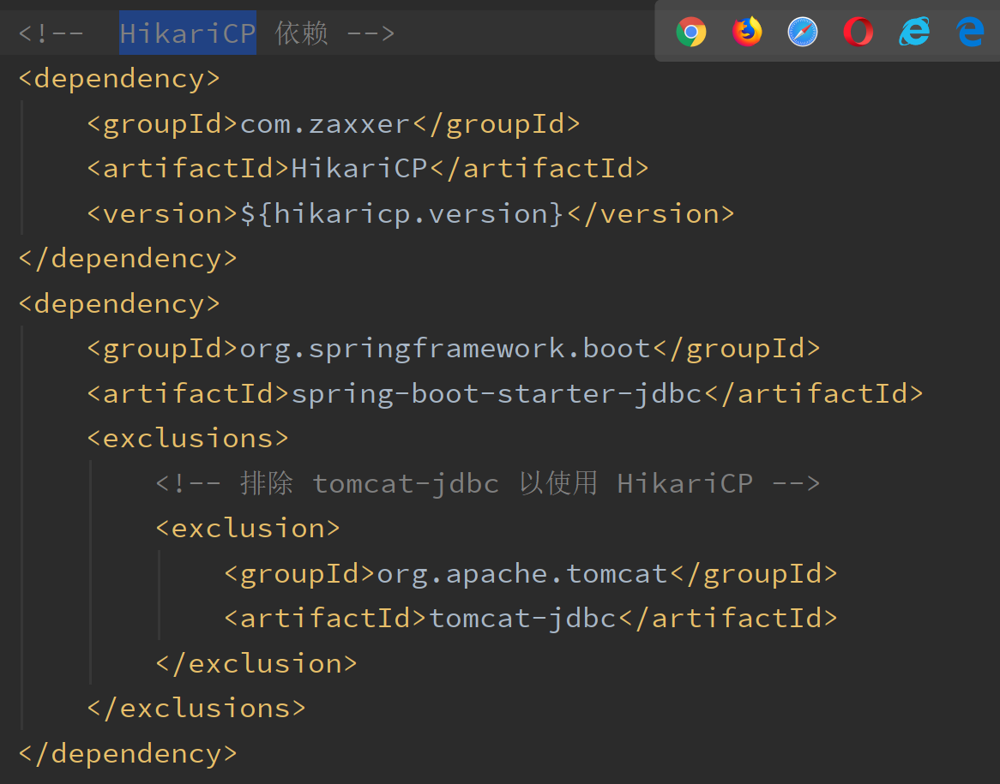 <!--  HikariCP 依赖 -->
<dependency>
    <groupId>com.zaxxer</groupId>
    <artifactId>HikariCP</artifactId>
    <version>${hikaricp.version}</version>
</dependency>
<dependency>
    <groupId>org.springframework.boot</groupId>
    <artifactId>spring-boot-starter-jdbc</artifactId>
    <exclusions>
        <!-- 排除 tomcat-jdbc 以使用 HikariCP -->
        <exclusion>
            <groupId>org.apache.tomcat</groupId>
            <artifactId>tomcat-jdbc</artifactId>
        </exclusion>
    </exclusions>
</dependency>